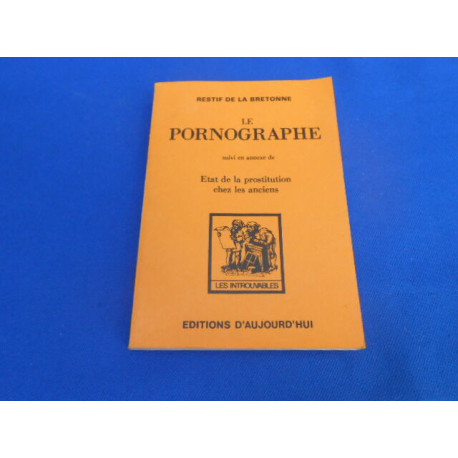 RESTIF DE LA BRETONNE
LE
PORNOGRAPHE
suivi en annexe de
Etat de la prostitution
chez les anciens
LES INTROUVABLES
EDITIONS D'AUJOURD'HUI